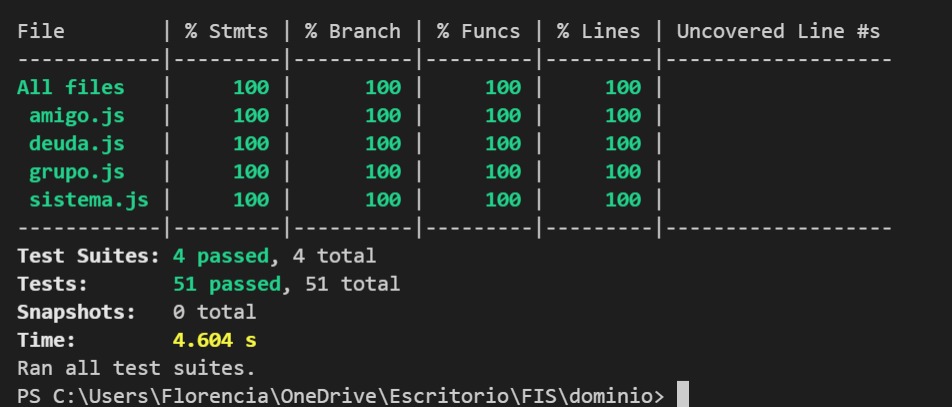 File        | % Stmts | % Branch | % Funcs | % Lines | Uncovered Line #s
------------|---------|----------|---------|---------|-------------------
All files   |     100 |      100 |     100 |     100 |
 amigo.js   |     100 |      100 |     100 |     100 |
 deuda.js   |     100 |      100 |     100 |     100 |
 grupo.js   |     100 |      100 |     100 |     100 |
 sistema.js |     100 |      100 |     100 |     100 |
------------|---------|----------|---------|---------|-------------------
Test Suites: 4 passed, 4 total
Tests:       51 passed, 51 total
Snapshots:   0 total
Time:        4.604 s
Ran all test suites.
PS C:\Users\Florencia\OneDrive\Escritorio\FIS\dominio>